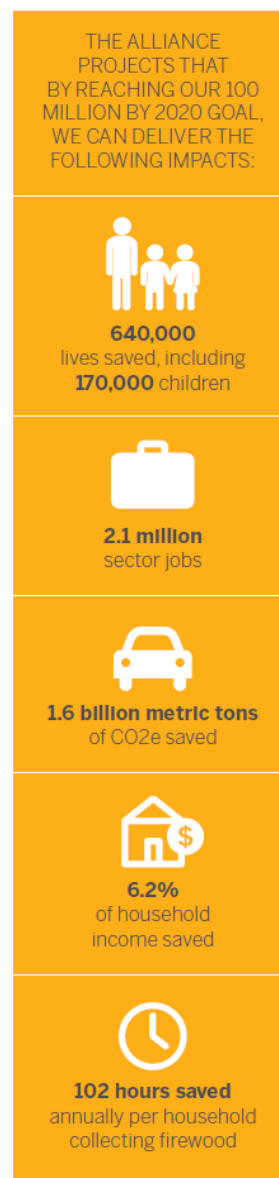 THE ALLIANCE
PROJECTS THAT
BY REACHING OUR 100
MILLION BY 2020 GOAL,
WE CAN DELIVER THE
FOLLOWING IMPACTS:
640,000
lives saved, including
170,000 children
2.1 million
sector jobs
1.6 billion metric tons
of CO2e saved
$
6.2%
of household
income saved
102 hours saved
annually per household
collecting firewood